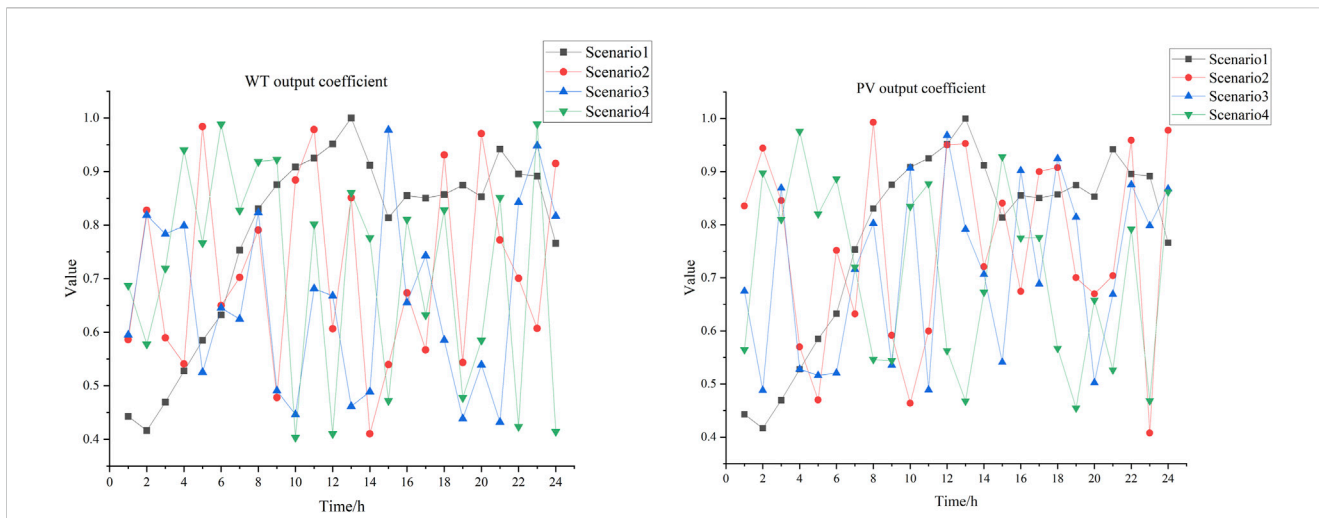 WT output coefficient
Scenario1
Scenario2
Scenario3
Scenario4
1.0
0.9
0.8
0.7
0.6
0.5
0.4
Value
0 2 4 6 8 10 12 14 16 18 20 22 24
Time/h
PV output coefficient
Scenario1
Scenario2
Scenario3
Scenario4
1.0
0.9
0.8
0.7
0.6
0.5
0.4
Value
0 2 4 6 8 10 12 14 16 18 20 22 24
Time/h